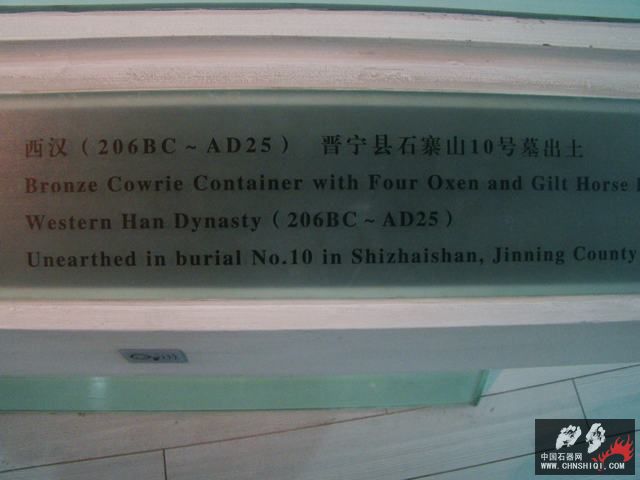 西汉（206BC～AD25） 晋宁县石寨山10号墓出土
Bronze Cowrie Container with Four Oxen and Gilt Horse
Western Han Dynasty（206BC～AD25）
Unearthed in burial No.10 in Shizhaishan, Jinning County
中国石器网
WWW.CHNSHIQI.COM